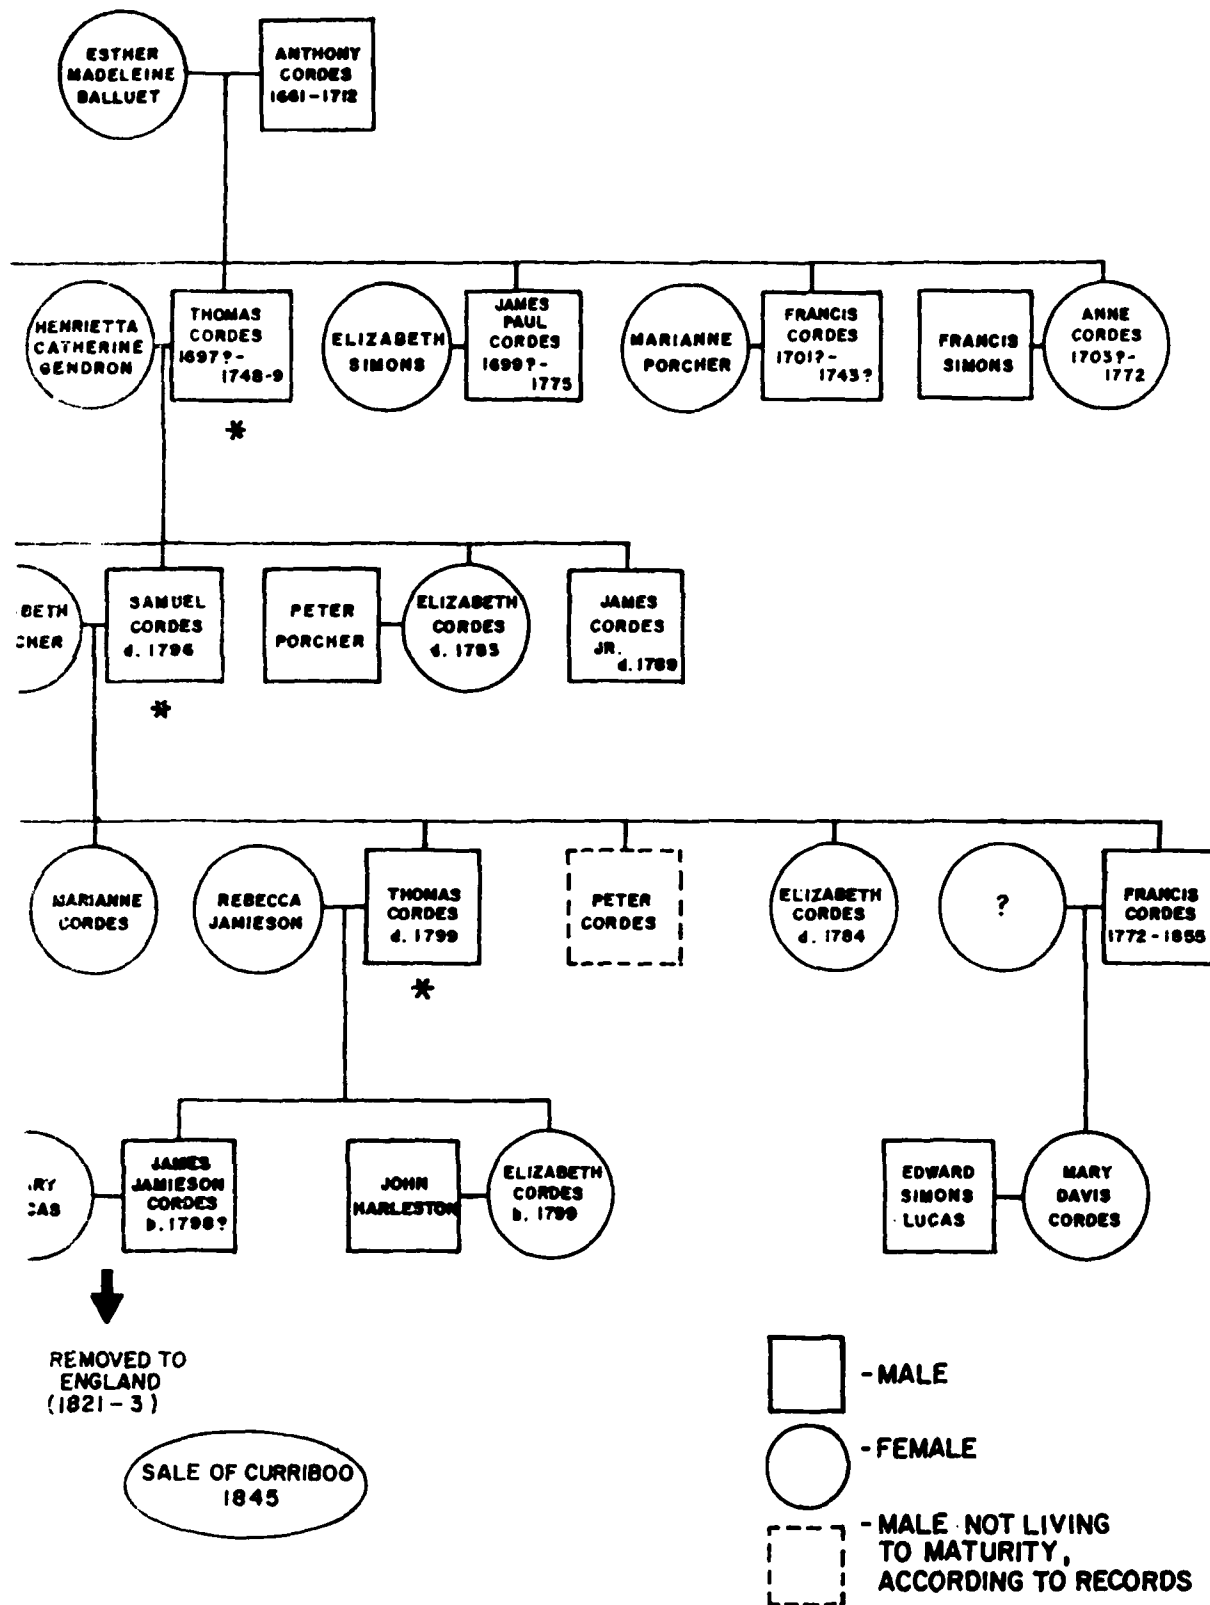 ESTHER
MADELEINE
BALLUET
ANTHONY
CORDES
1661-1712
HENRIETTA
CATHERINE
GENDRON
THOMAS
CORDES
1697?-
1748-9
*
ELIZABETH
SIMONS
JAMES
PAUL
CORDES
1699?-
1775
MARIANNE
PORCHER
FRANCIS
CORDES
1701?-
1743?
FRANCIS
SIMONS
ANNE
CORDES
1703?-
1772
BETH
CHER
SAMUEL
CORDES
d. 1796
*
PETER
PORCHER
ELIZABETH
CORDES
JAMES
CORDES
JR.
d. 1789
MARIANNE
CORDES
REBECCA
JAMIESON
THOMAS
CORDES
d. 1799
*
PETER
CORDES
ELIZABETH
CORDES
d. 1784
?
FRANCIS
CORDES
1772-1855
RY
CAS
JAMES
JAMIESON
CORDES
b. 1798?
JOHN
HARLESTON
ELIZABETH
CORDES
b. 1799
EDWARD
SIMONS
LUCAS
MARY
DAVIS
CORDES
REMOVED TO
ENGLAND
(1821-3)
SALE OF CURRIBOO
1845
-MALE
-FEMALE
-MALE NOT LIVING
TO MATURITY,
ACCORDING TO RECORDS